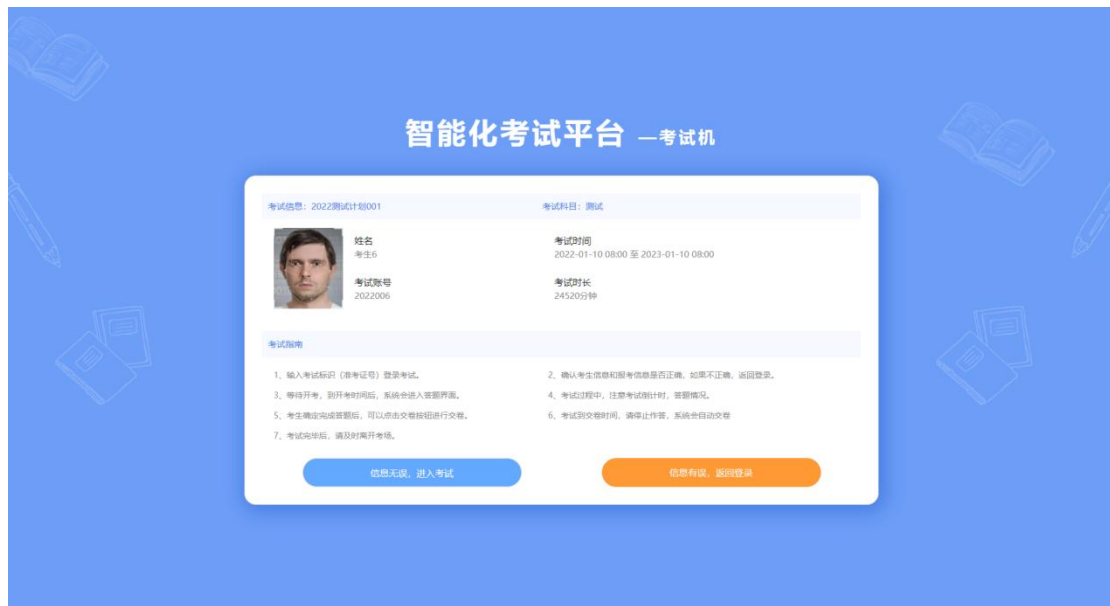 智能化考试平台 —考试机
考试信息：2022测试计划001
考试科目：测试
姓名
考生6
考试时间
2022-01-10 08:00 至 2023-01-10 08:00
考试账号
2022006
考试时长
24520分钟
考试指南
1、输入考试标识（准考证号）登录考试。
2、确认考生信息和报考信息是否正确，如果不正确，返回登录。
3、等待开考，到开考时间后，系统会进入答题界面。
4、考试过程中，注意考试倒计时，答题情况。
5、考生确定完成答题后，可以点击交卷按钮进行交卷。
6、考试到交卷时间，请停止作答，系统会自动交卷
7、考试完毕后，请及时离开考场。
信息无误，进入考试
信息有误，返回登录